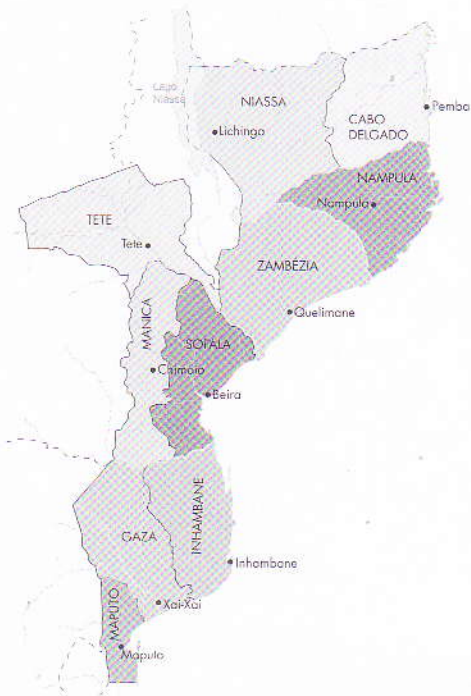 Lago
Niassa
NIASSA
Lichinga
Pemba
CABO
DELGADO
NAMPULA
Nampula
TETE
Tete
ZAMBÉZIA
Quelimane
MANICA
SOFALA
Chimoio
Beira
INHAMBANE
GAZA
Inhambane
MAPUTO
Xai-Xai
Maputo